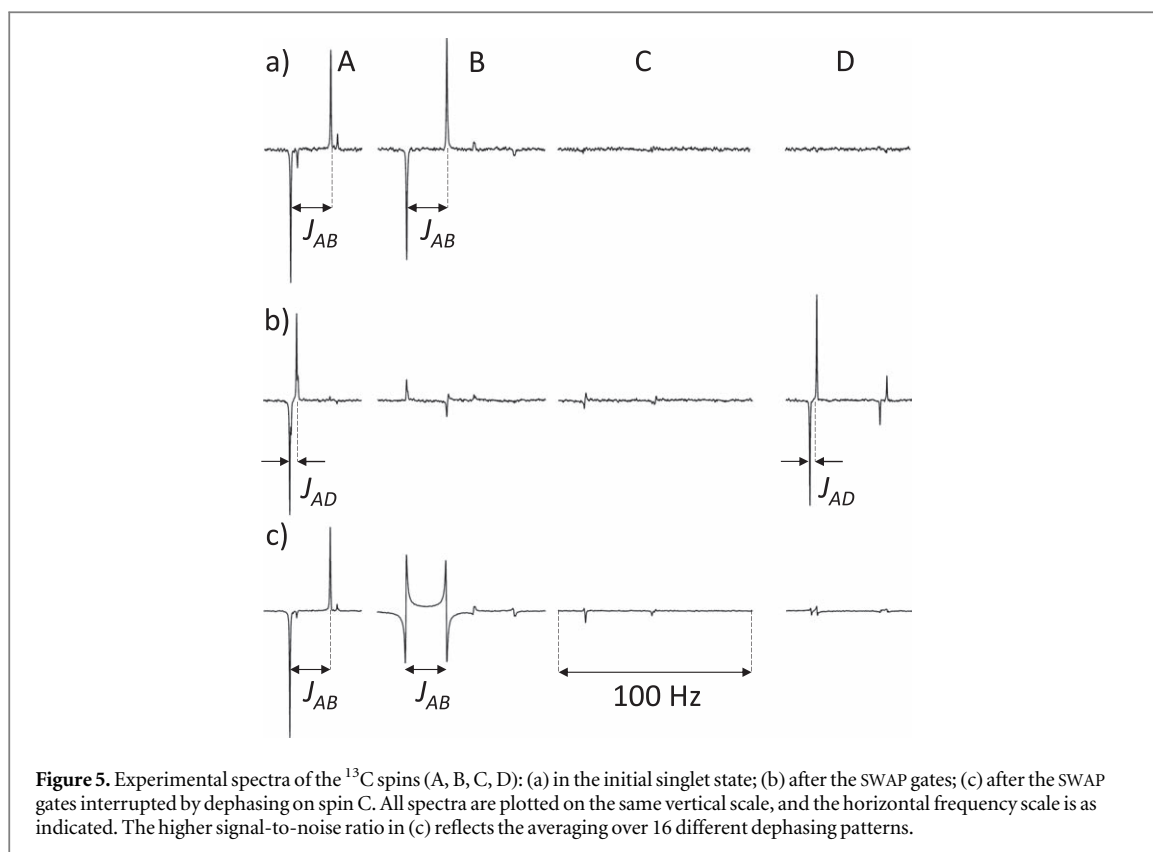 a) A B C D
J_AB J_AB
b)
J_AD J_AD
c)
J_AB J_AB 100 Hz
Figure 5. Experimental spectra of the ¹³C spins (A, B, C, D): (a) in the initial singlet state; (b) after the SWAP gates; (c) after the SWAP
gates interrupted by dephasing on spin C. All spectra are plotted on the same vertical scale, and the horizontal frequency scale is as
indicated. The higher signal-to-noise ratio in (c) reflects the averaging over 16 different dephasing patterns.